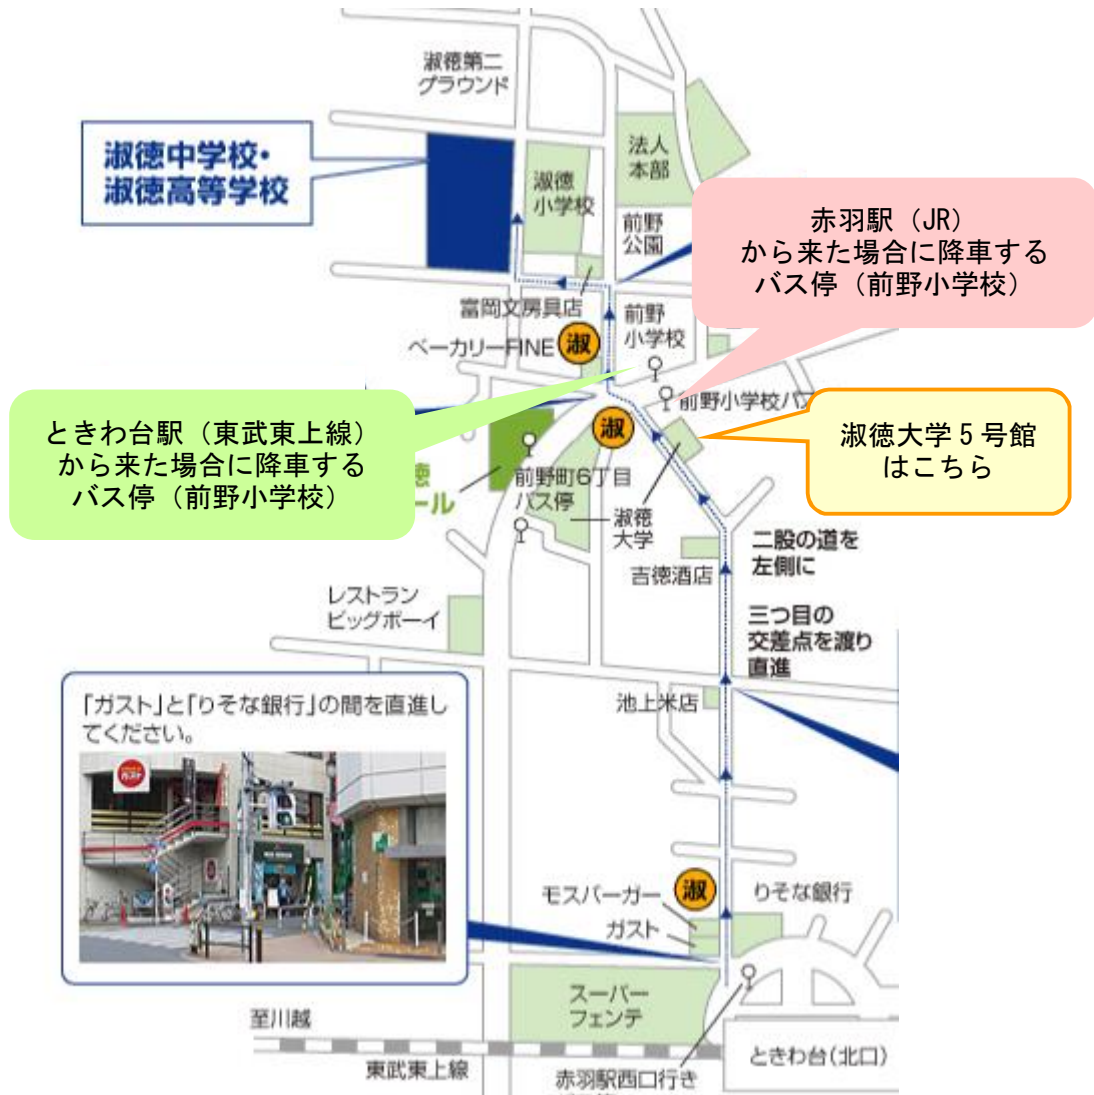 淑徳第二
グラウンド
淑徳中学校・
淑徳高等学校
法人
本部
淑徳
小学校
前野
公園
赤羽駅（JR）
から来た場合に降車する
バス停（前野小学校）
富岡文房具店
前野
小学校
ベーカリーFINE
淑
前野小学校バス
ときわ台駅（東武東上線）
から来た場合に降車する
バス停（前野小学校）
淑
淑徳大学５号館
はこちら
徳
ール
前野町6丁目
バス停
淑徳
大学
二股の道を
左側に
吉徳酒店
レストラン
ビッグボーイ
三つ目の
交差点を渡り
直進
池上米店
「ガスト」と「りそな銀行」の間を直進し
てください。
ガスト
モスバーガー
淑
りそな銀行
ガスト
スーパー
フェンテ
至川越
東武東上線
ときわ台(北口)
赤羽駅西口行き